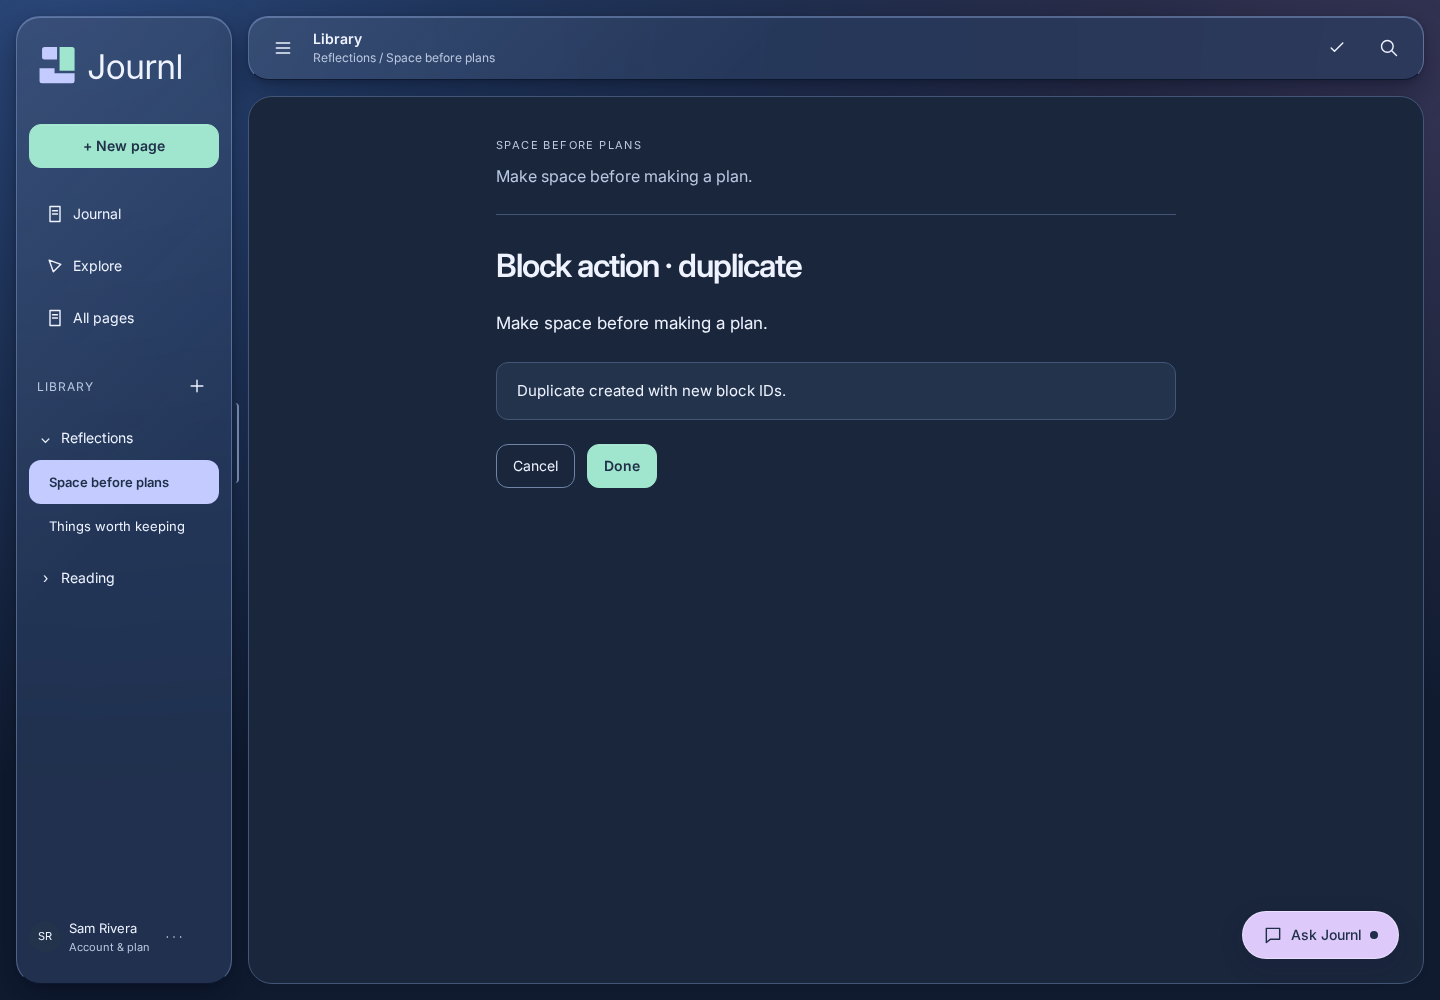 Journl
+ New page
Journal
Explore
All pages
LIBRARY
Reflections
Space before plans
Things worth keeping
Reading
SR
Sam Rivera
Account & plan
...
Library
Reflections / Space before plans
SPACE BEFORE PLANS
Make space before making a plan.
Block action · duplicate
Make space before making a plan.
Duplicate created with new block IDs.
Cancel
Done
Ask Journl